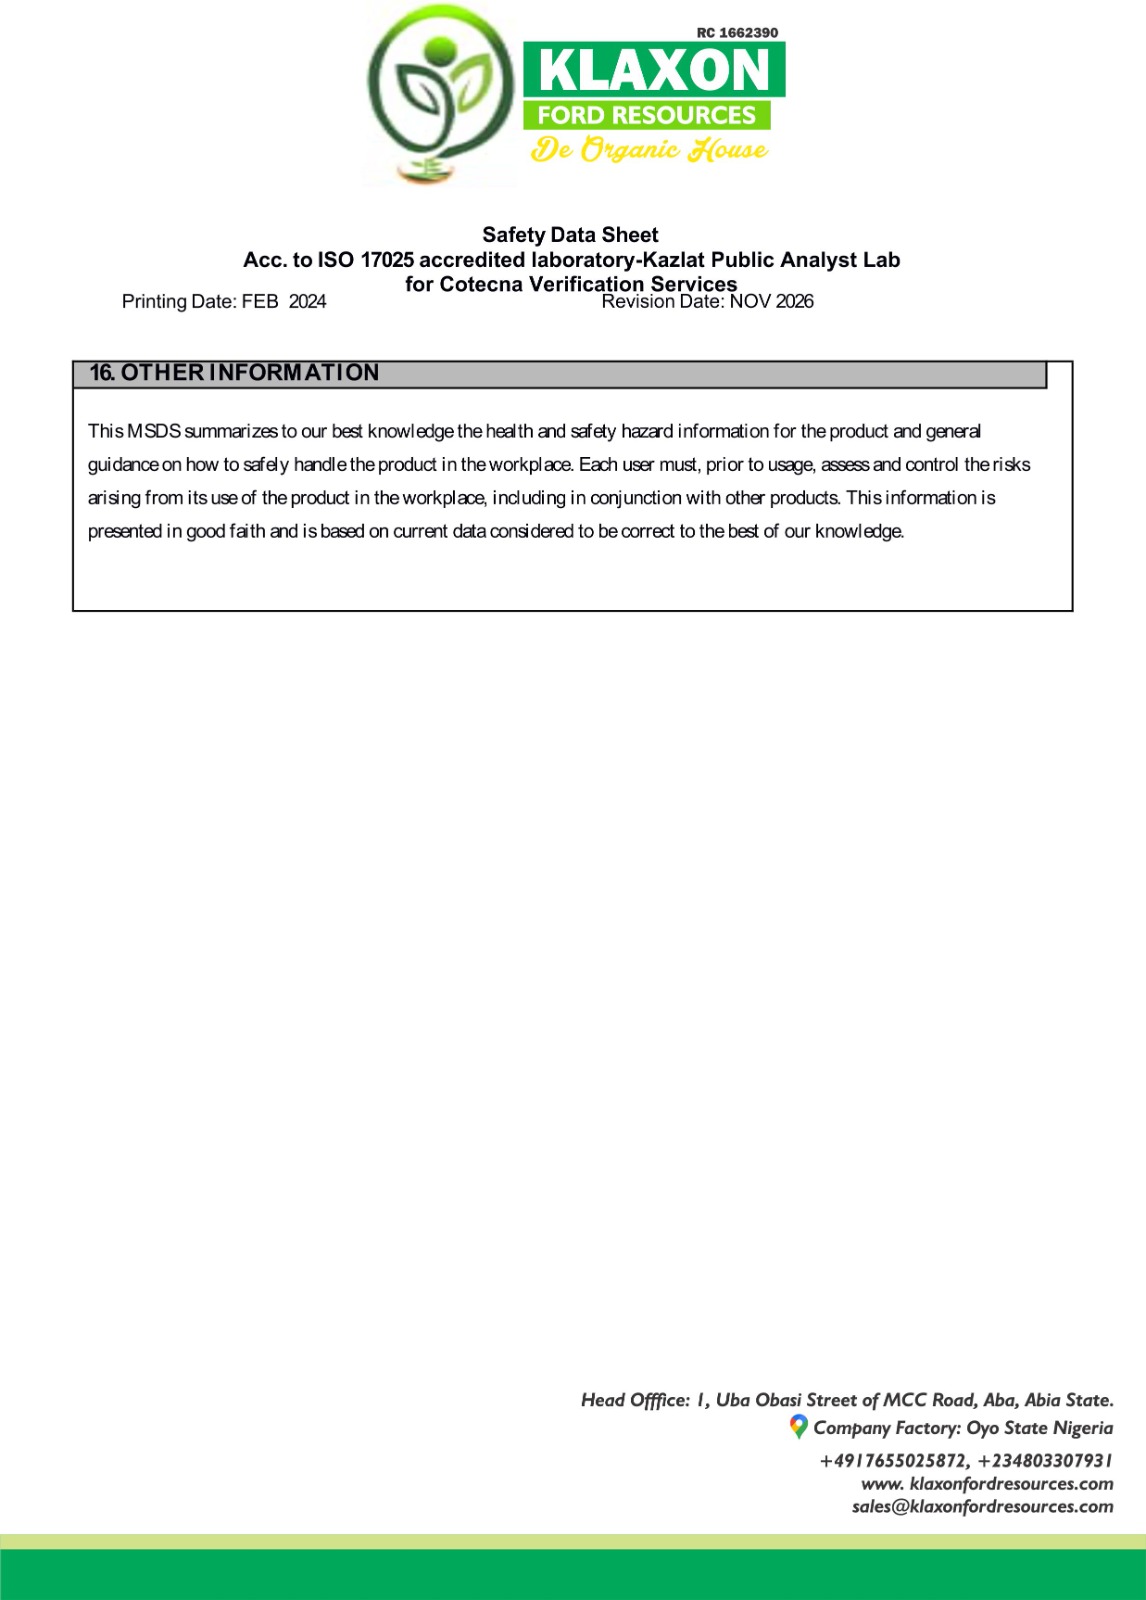 RC 1662390
KLAXON
FORD RESOURCES
De Organic House
Safety Data Sheet
Acc. to ISO 17025 accredited laboratory-Kazlat Public Analyst Lab
for Cotecna Verification Services
Printing Date: FEB 2024 Revision Date: NOV 2026
16. OTHER INFORMATION
This MSDS summarizes to our best knowledge the health and safety hazard information for the product and general
guidance on how to safely handle the product in the workplace. Each user must, prior to usage, assess and control the risks
arising from its use of the product in the workplace, including in conjunction with other products. This information is
presented in good faith and is based on current data considered to be correct to the best of our knowledge.
Head Offfice: 1, Uba Obasi Street of MCC Road, Aba, Abia State.
Company Factory: Oyo State Nigeria
+4917655025872, +234803307931
www. klaxonfordresources.com
sales@klaxonfordresources.com